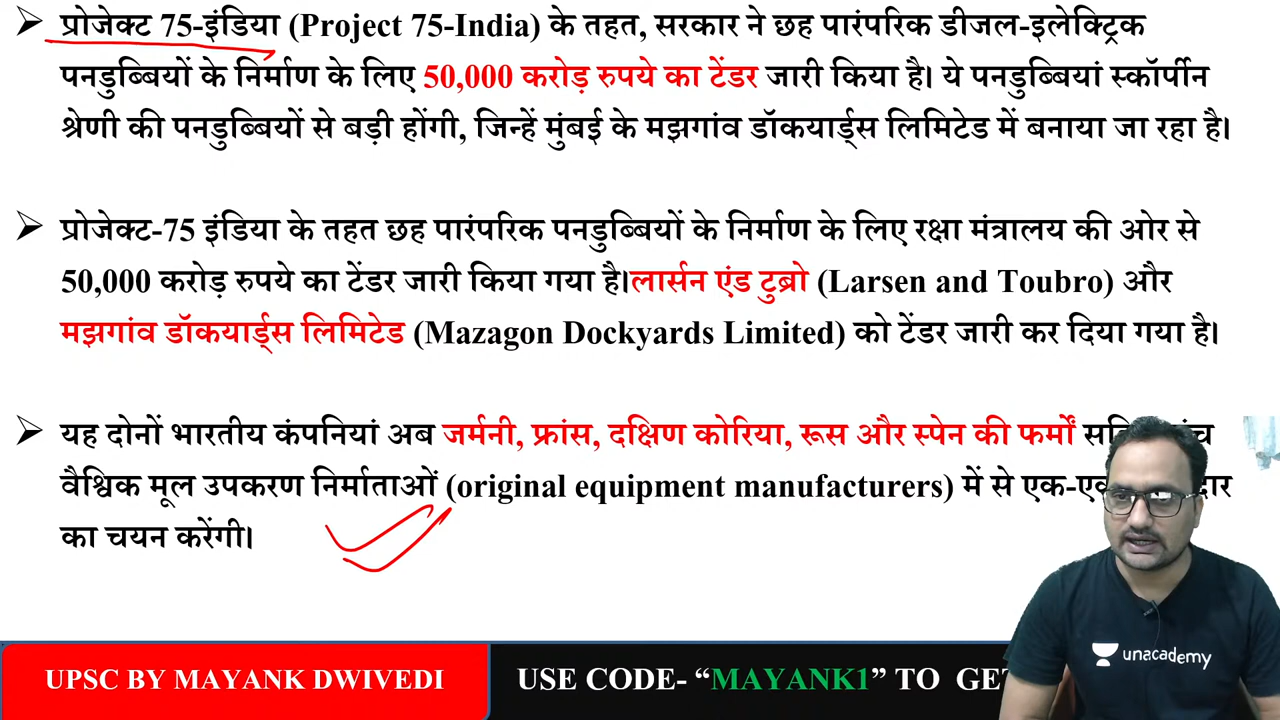 ➢ प्रोजेक्ट 75-इंडिया (Project 75-India) के तहत, सरकार ने छह पारंपरिक डीजल-इलेक्ट्रिक
पनडुब्बियों के निर्माण के लिए 50,000 करोड़ रुपये का टेंडर जारी किया है। ये पनडुब्बियां स्कॉर्पीन
श्रेणी की पनडुब्बियों से बड़ी होंगी, जिन्हें मुंबई के मझगांव डॉकयार्ड्स लिमिटेड में बनाया जा रहा है।
➢ प्रोजेक्ट-75 इंडिया के तहत छह पारंपरिक पनडुब्बियों के निर्माण के लिए रक्षा मंत्रालय की ओर से
50,000 करोड़ रुपये का टेंडर जारी किया गया है।लार्सन एंड टुब्रो (Larsen and Toubro) और
मझगांव डॉकयार्ड्स लिमिटेड (Mazagon Dockyards Limited) को टेंडर जारी कर दिया गया है।
➢ यह दोनों भारतीय कंपनियां अब जर्मनी, फ्रांस, दक्षिण कोरिया, रूस और स्पेन की फर्मों
वैश्विक मूल उपकरण निर्माताओं (original equipment manufacturers) में से
का चयन करेंगी।
unacademy
UPSC BY MAYANK DWIVEDI
USE CODE- “MAYANK1” TO GET